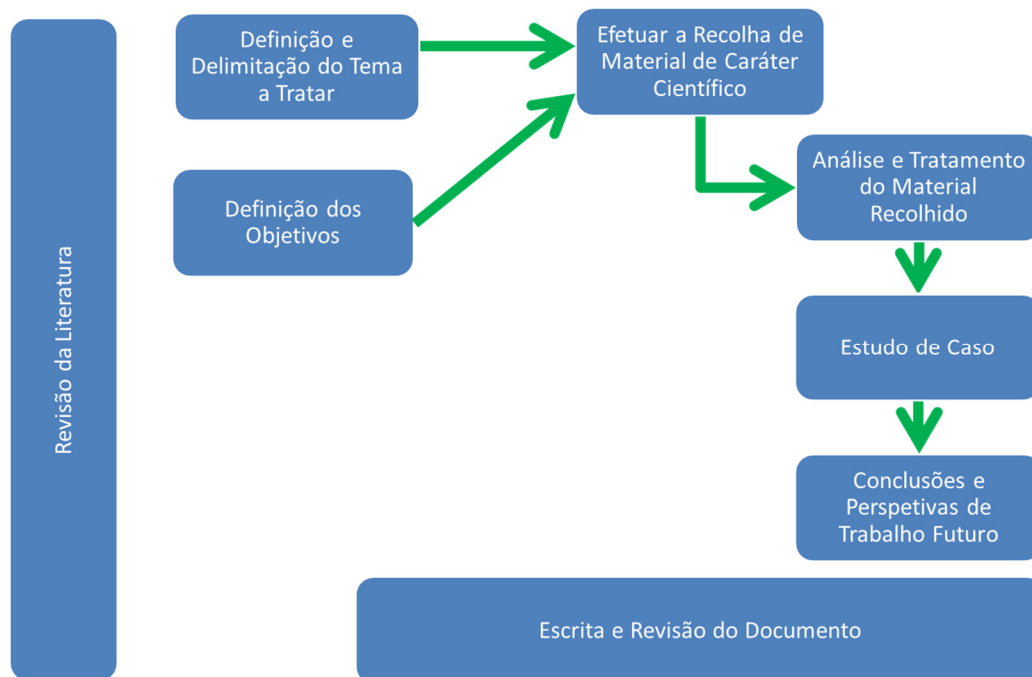 Revisão da Literatura
Definição e
Delimitação do Tema
a Tratar
Efetuar a Recolha de
Material de Caráter
Científico
Definição dos
Objetivos
Análise e Tratamento
do Material
Recolhido
Estudo de Caso
Conclusões e
Perspetivas de
Trabalho Futuro
Escrita e Revisão do Documento